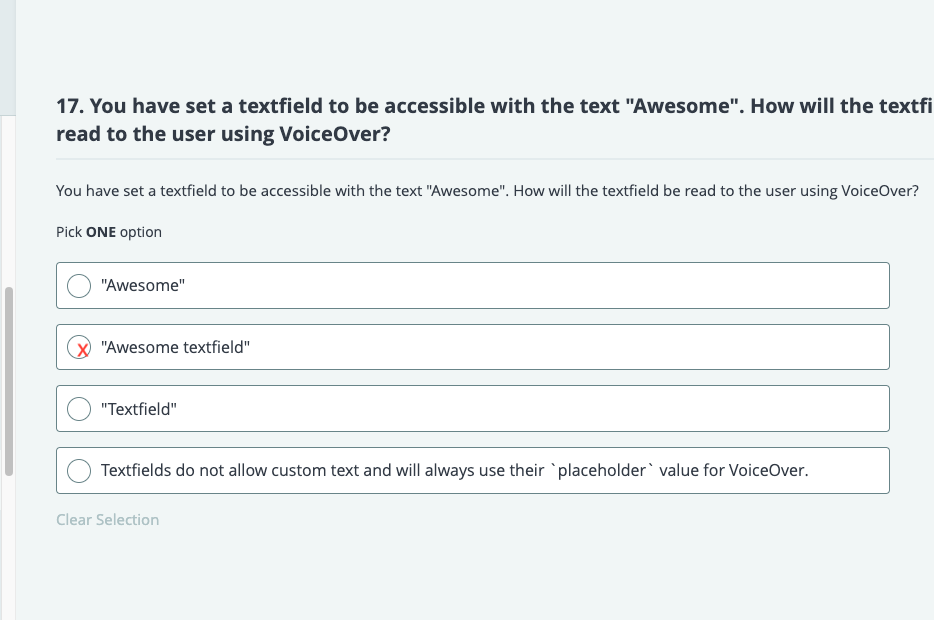 17. You have set a textfield to be accessible with the text "Awesome". How will the textfi
read to the user using VoiceOver?
You have set a textfield to be accessible with the text "Awesome". How will the textfield be read to the user using VoiceOver?
Pick ONE option
"Awesome"
X "Awesome textfield"
"Textfield"
Textfields do not allow custom text and will always use their `placeholder` value for VoiceOver.
Clear Selection